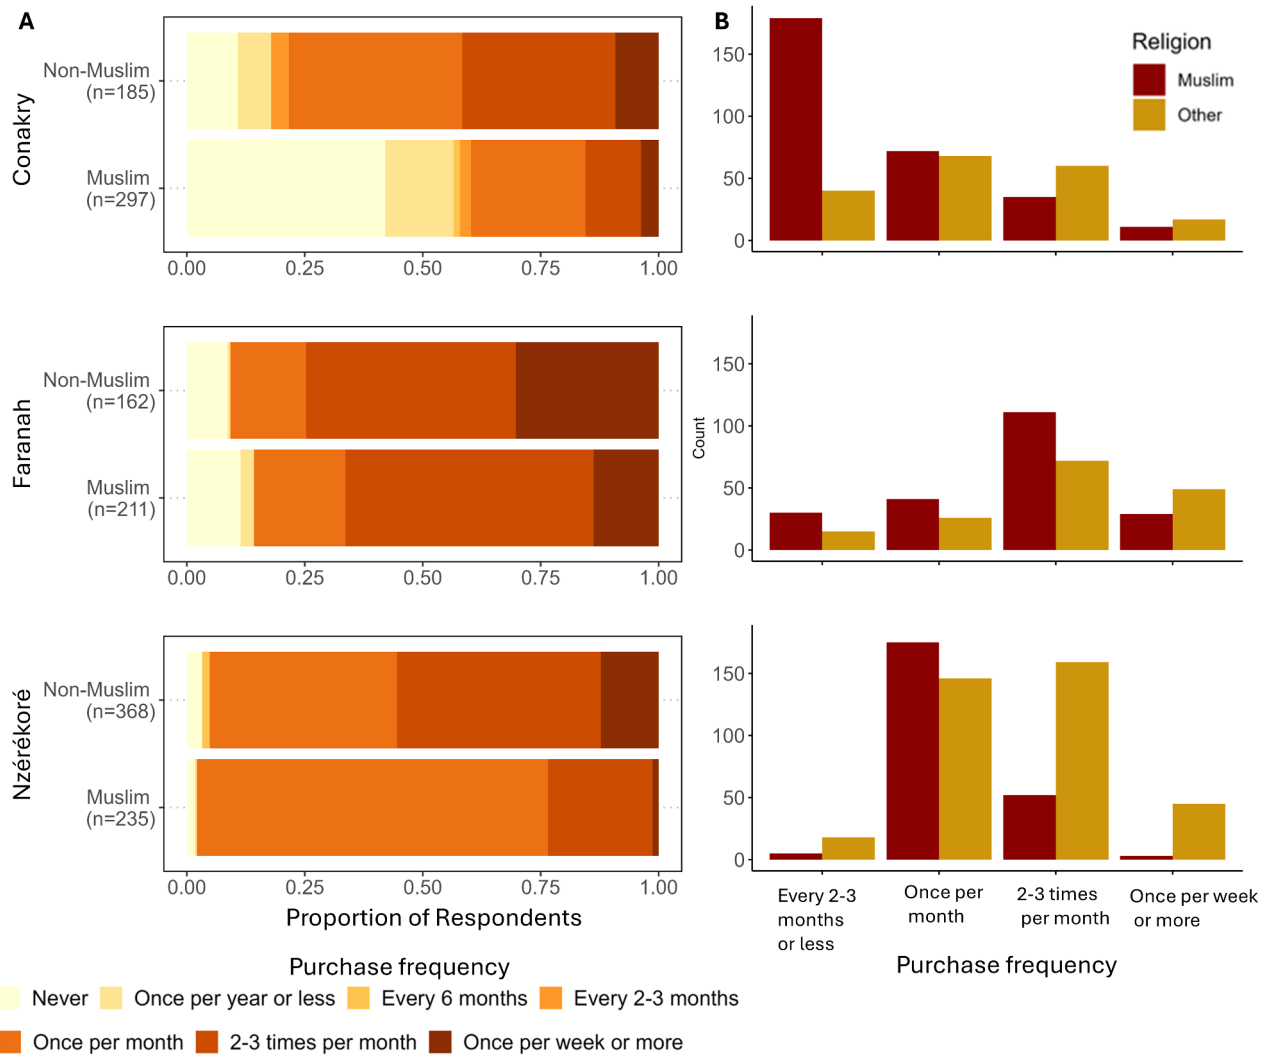 A
Conakry
Non-Muslim
(n=185)
Muslim
(n=297)
0.00 0.25 0.50 0.75 1.00
Faranah
Non-Muslim
(n=162)
Muslim
(n=211)
0.00 0.25 0.50 0.75 1.00
Nzérékoré
Non-Muslim
(n=368)
Muslim
(n=235)
0.00 0.25 0.50 0.75 1.00
Proportion of Respondents
Purchase frequency
Never Once per year or less Every 6 months Every 2-3 months
Once per month 2-3 times per month Once per week or more
B
Religion
Muslim
Other
150
100
50
0
Count
150
100
50
0
150
100
50
0
Every 2-3
months
or less
Once per
month
2-3 times
per month
Once per week
or more
Purchase frequency